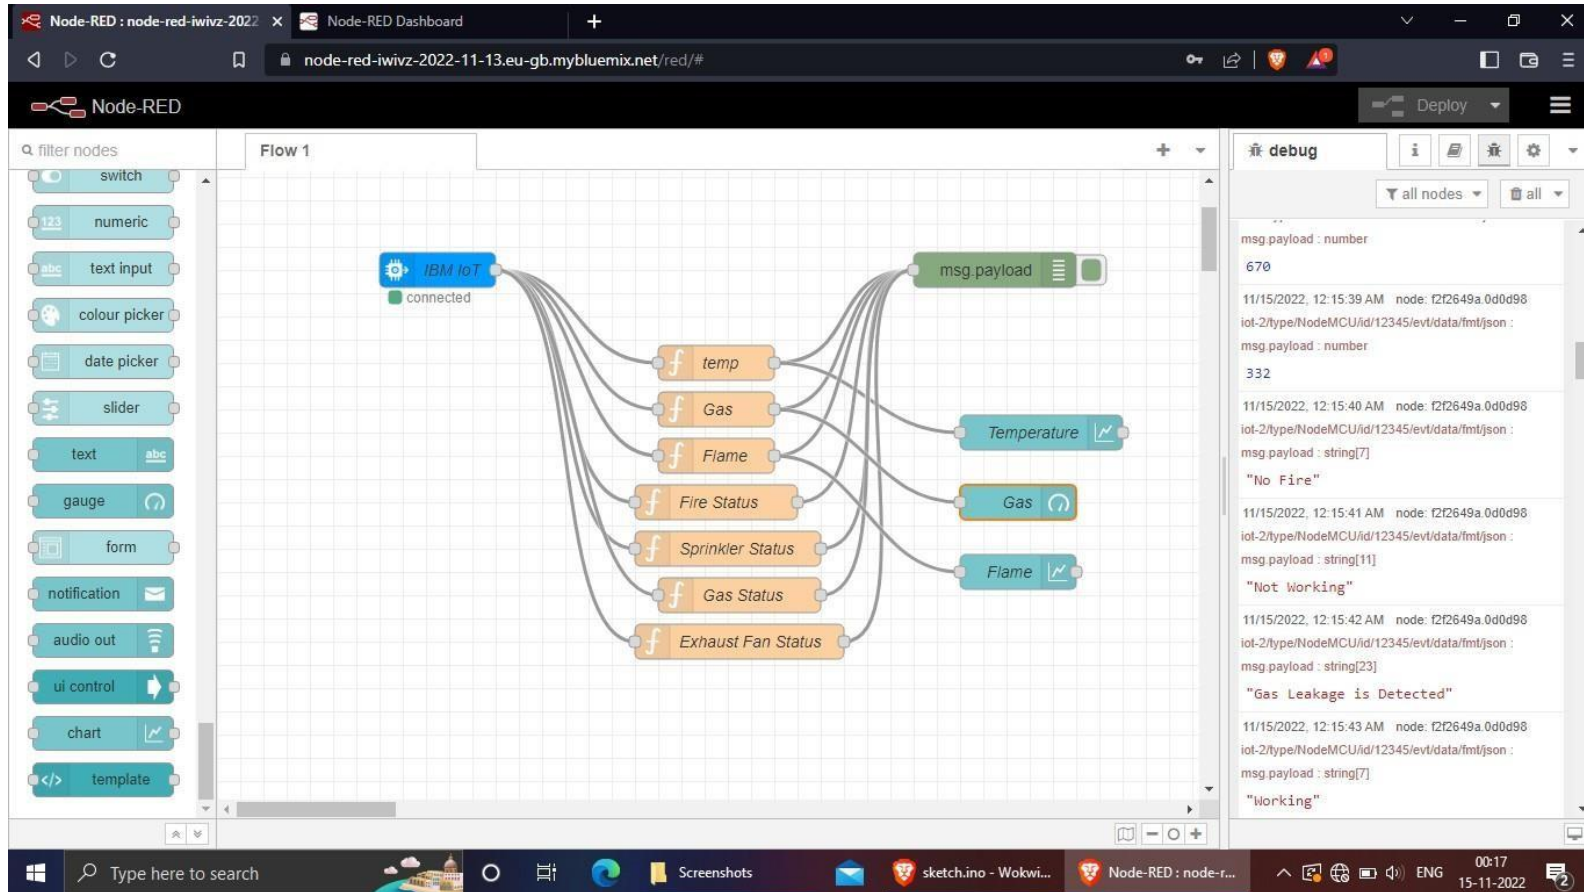 Node-RED : node-red-iwivz-2022
Node-RED Dashboard
node-red-iwivz-2022-11-13.eu-gb.mybluemix.net/red/#
Node-RED
Deploy
filter nodes
Flow 1
debug
i
all nodes
all
switch
123 numeric
abc text input
colour picker
date picker
slider
text abc
gauge
form
notification
audio out
ui control
chart
</> template
IBM IoT
connected
msg.payload
f temp
f Gas
f Flame
f Fire Status
f Sprinkler Status
f Gas Status
f Exhaust Fan Status
Temperature
Gas
Flame
msg.payload : number
670
11/15/2022, 12:15:39 AM node: f2f2649a.0d0d98
iot-2/type/NodeMCU/id/12345/evt/data/fmt/json :
msg.payload : number
332
11/15/2022, 12:15:40 AM node: f2f2649a.0d0d98
iot-2/type/NodeMCU/id/12345/evt/data/fmt/json :
msg.payload : string[7]
"No Fire"
11/15/2022, 12:15:41 AM node: f2f2649a.0d0d98
iot-2/type/NodeMCU/id/12345/evt/data/fmt/json :
msg.payload : string[11]
"Not Working"
11/15/2022, 12:15:42 AM node: f2f2649a.0d0d98
iot-2/type/NodeMCU/id/12345/evt/data/fmt/json :
msg.payload : string[23]
"Gas Leakage is Detected"
11/15/2022, 12:15:43 AM node: f2f2649a.0d0d98
iot-2/type/NodeMCU/id/12345/evt/data/fmt/json :
msg.payload : string[7]
"Working"
Type here to search
Screenshots
sketch.ino - Wokwi...
Node-RED : node-r...
ENG
00:17
15-11-2022
2